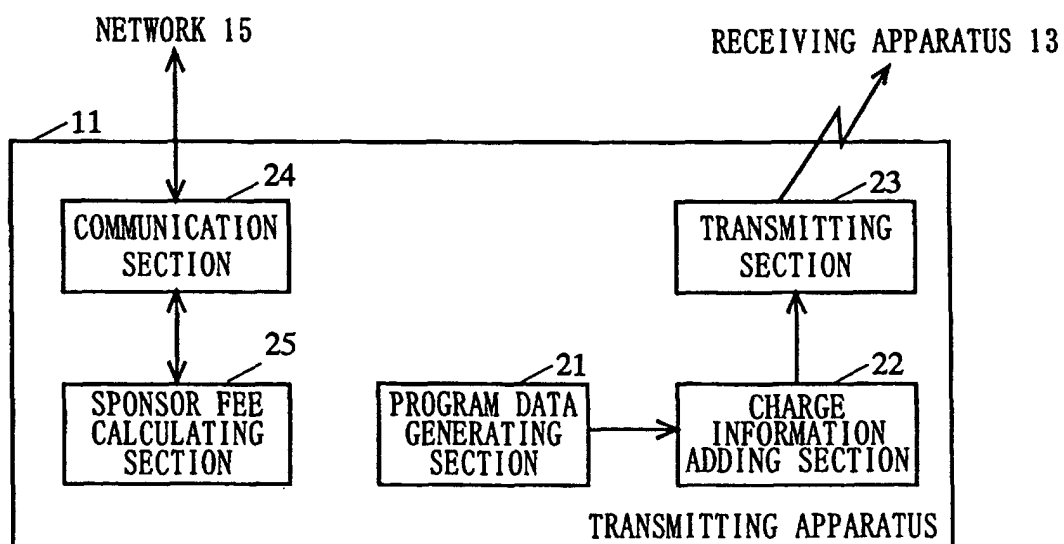 NETWORK 15
RECEIVING APPARATUS 13
11
24
COMMUNICATION
SECTION
23
TRANSMITTING
SECTION
25
SPONSOR FEE
CALCULATING
SECTION
21
PROGRAM DATA
GENERATING
SECTION
22
CHARGE
INFORMATION
ADDING SECTION
TRANSMITTING APPARATUS